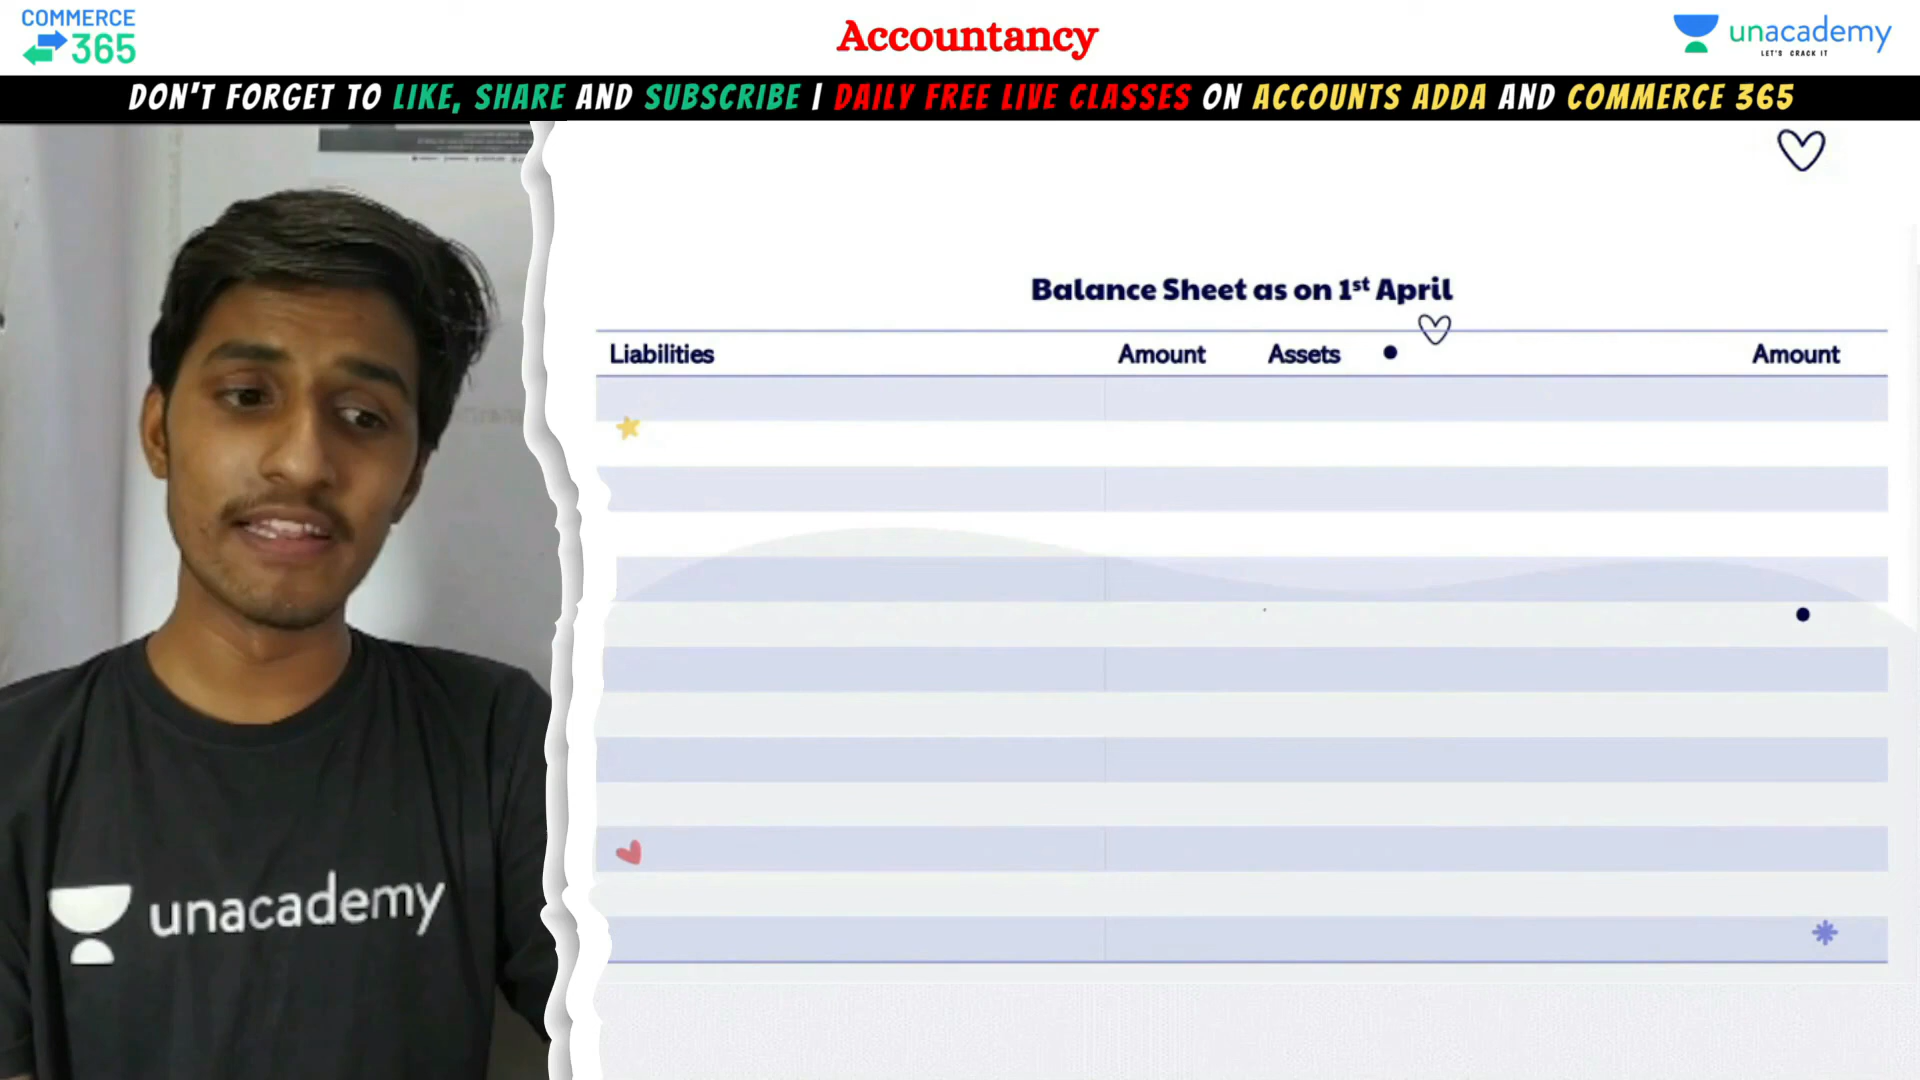 COMMERCE
365
Accountancy
unacademy
LET'S CRACK IT
DON'T FORGET TO LIKE, SHARE AND SUBSCRIBE | DAILY FREE LIVE CLASSES ON ACCOUNTS ADDA AND COMMERCE 365
Balance Sheet as on 1st April
Liabilities Amount Assets Amount
unacademy